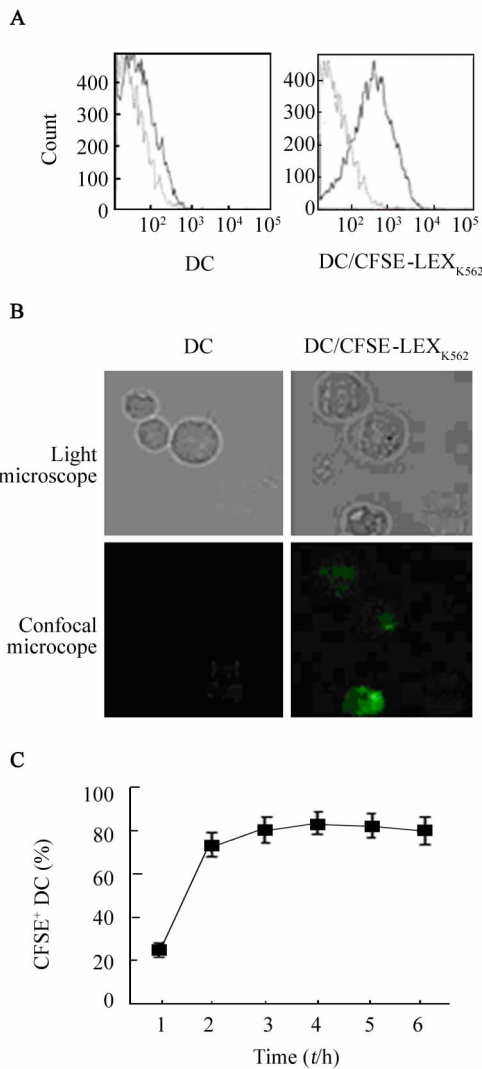 A
400
300
200
100
0
Count
10² 10³ 10⁴ 10⁵
DC
400
300
200
100
0
10² 10³ 10⁴ 10⁵
DC/CFSE-LEX_K562
B
DC
DC/CFSE-LEX_K562
Light
microscope
Confocal
microcope
C
100
80
60
40
20
0
CFSE⁺ DC (%)
1 2 3 4 5 6
Time (t/h)